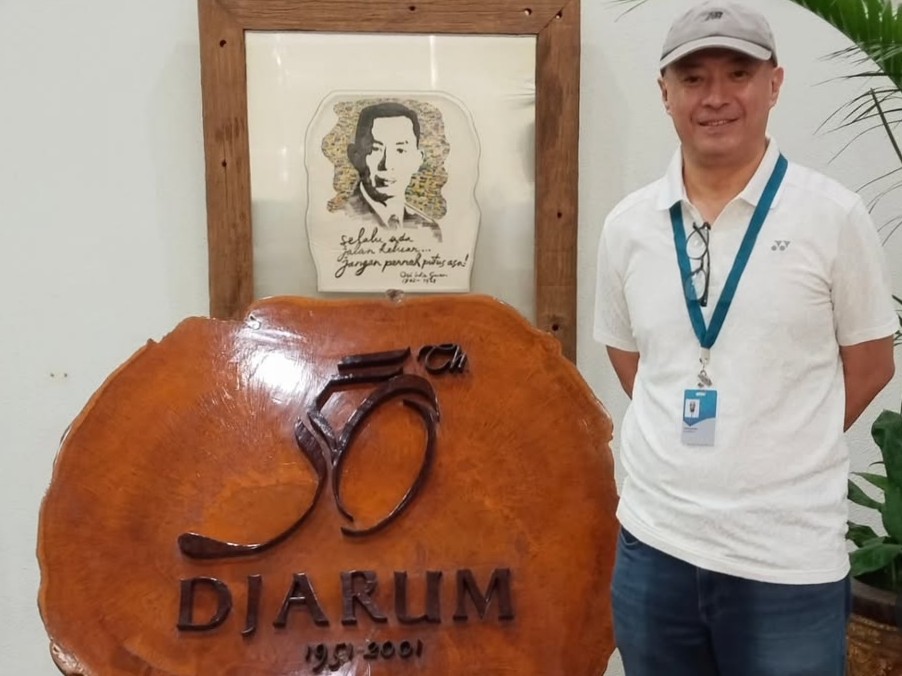 selalu ada
jalan keluar...
jangan pernah putus asa!
50th
DJARUM
1951-2001